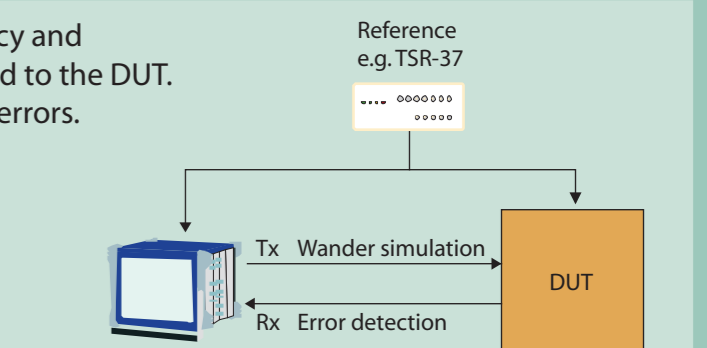 cy and
d to the DUT.
errors.
Reference
e.g. TSR-37
Tx Wander simulation
DUT
Rx Error detection